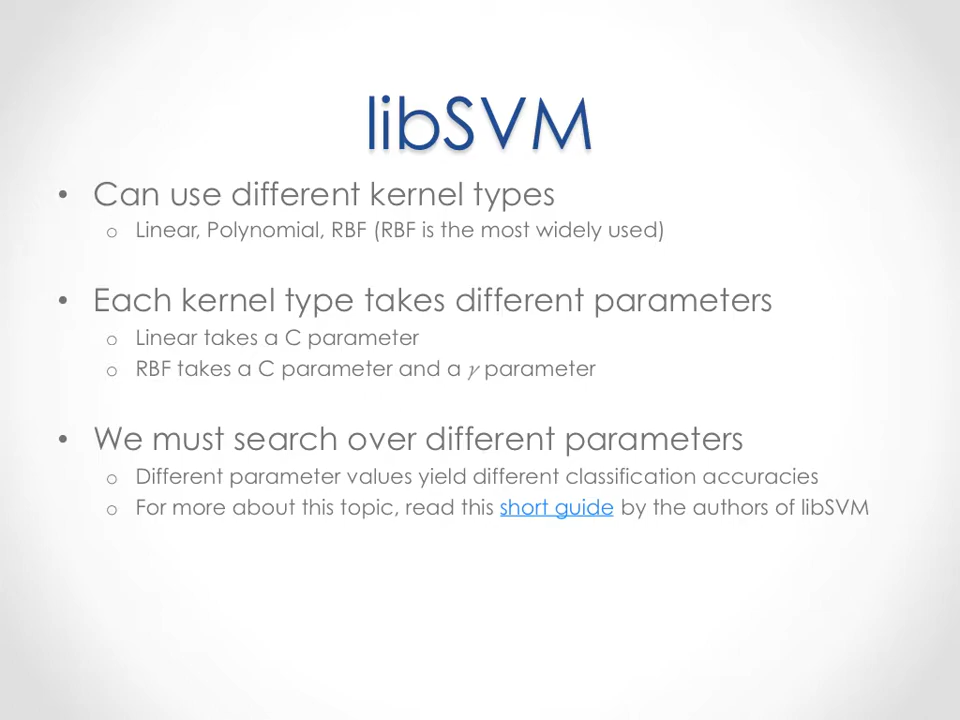 libSVM
• Can use different kernel types
o Linear, Polynomial, RBF (RBF is the most widely used)
• Each kernel type takes different parameters
o Linear takes a C parameter
o RBF takes a C parameter and a γ parameter
• We must search over different parameters
o Different parameter values yield different classification accuracies
o For more about this topic, read this short guide by the authors of libSVM